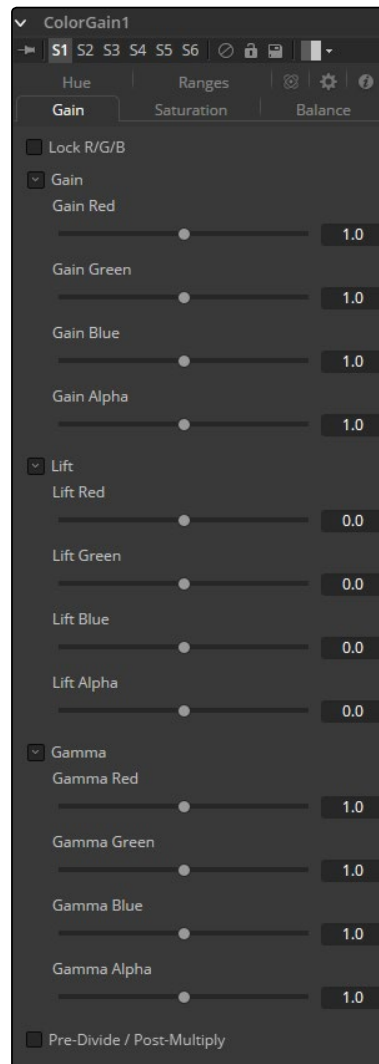 ColorGain1
S1 S2 S3 S4 S5 S6
Hue Ranges
Gain Saturation Balance
Lock R/G/B
Gain
Gain Red
1.0
Gain Green
1.0
Gain Blue
1.0
Gain Alpha
1.0
Lift
Lift Red
0.0
Lift Green
0.0
Lift Blue
0.0
Lift Alpha
0.0
Gamma
Gamma Red
1.0
Gamma Green
1.0
Gamma Blue
1.0
Gamma Alpha
1.0
Pre-Divide / Post-Multiply